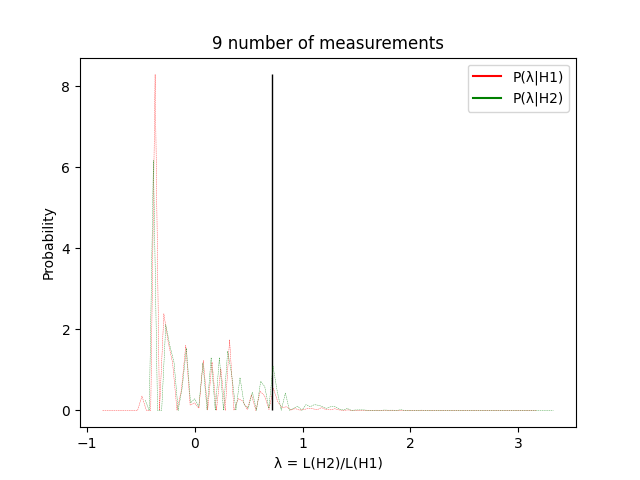 9 number of measurements
P(λ|H1)
P(λ|H2)
Probability
8
6
4
2
0
−1
0
1
2
3
λ = L(H2)/L(H1)